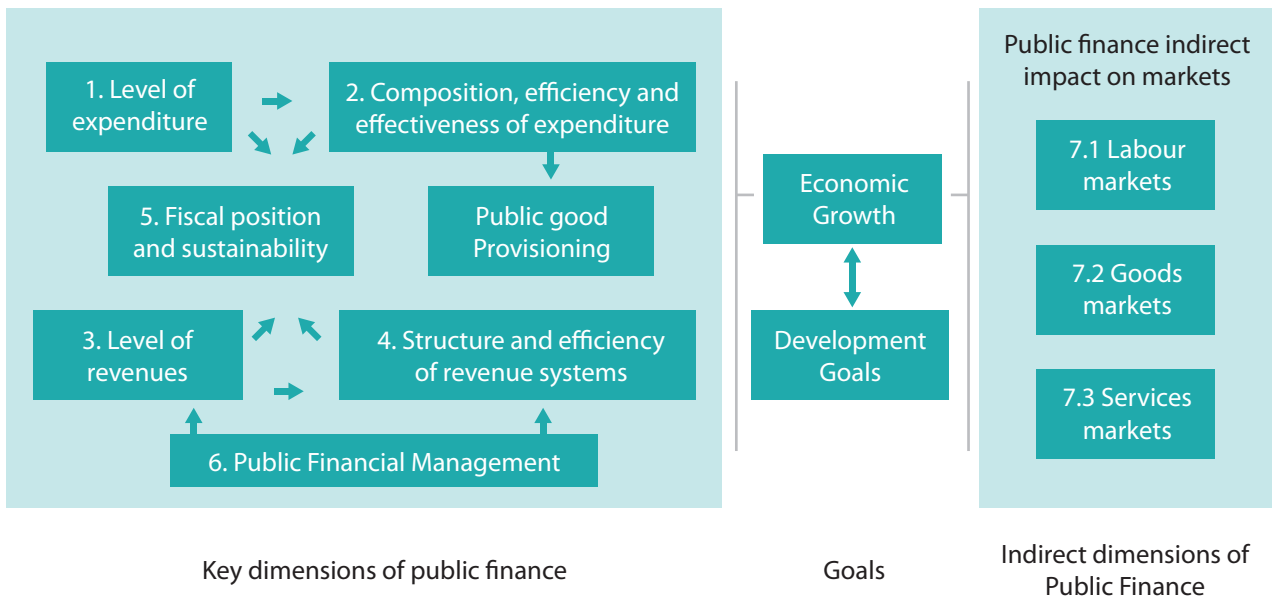 1. Level of
expenditure
2. Composition, efficiency and
effectiveness of expenditure
5. Fiscal position
and sustainability
Public good
Provisioning
3. Level of
revenues
4. Structure and efficiency
of revenue systems
6. Public Financial Management
Key dimensions of public finance
Economic
Growth
Development
Goals
Goals
Public finance indirect
impact on markets
7.1 Labour
markets
7.2 Goods
markets
7.3 Services
markets
Indirect dimensions of
Public Finance